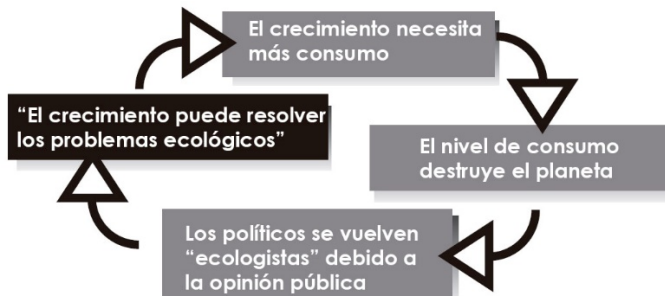 El crecimiento necesita
más consumo
“El crecimiento puede resolver
los problemas ecológicos”
El nivel de consumo
destruye el planeta
Los políticos se vuelven
“ecologistas” debido a
la opinión pública